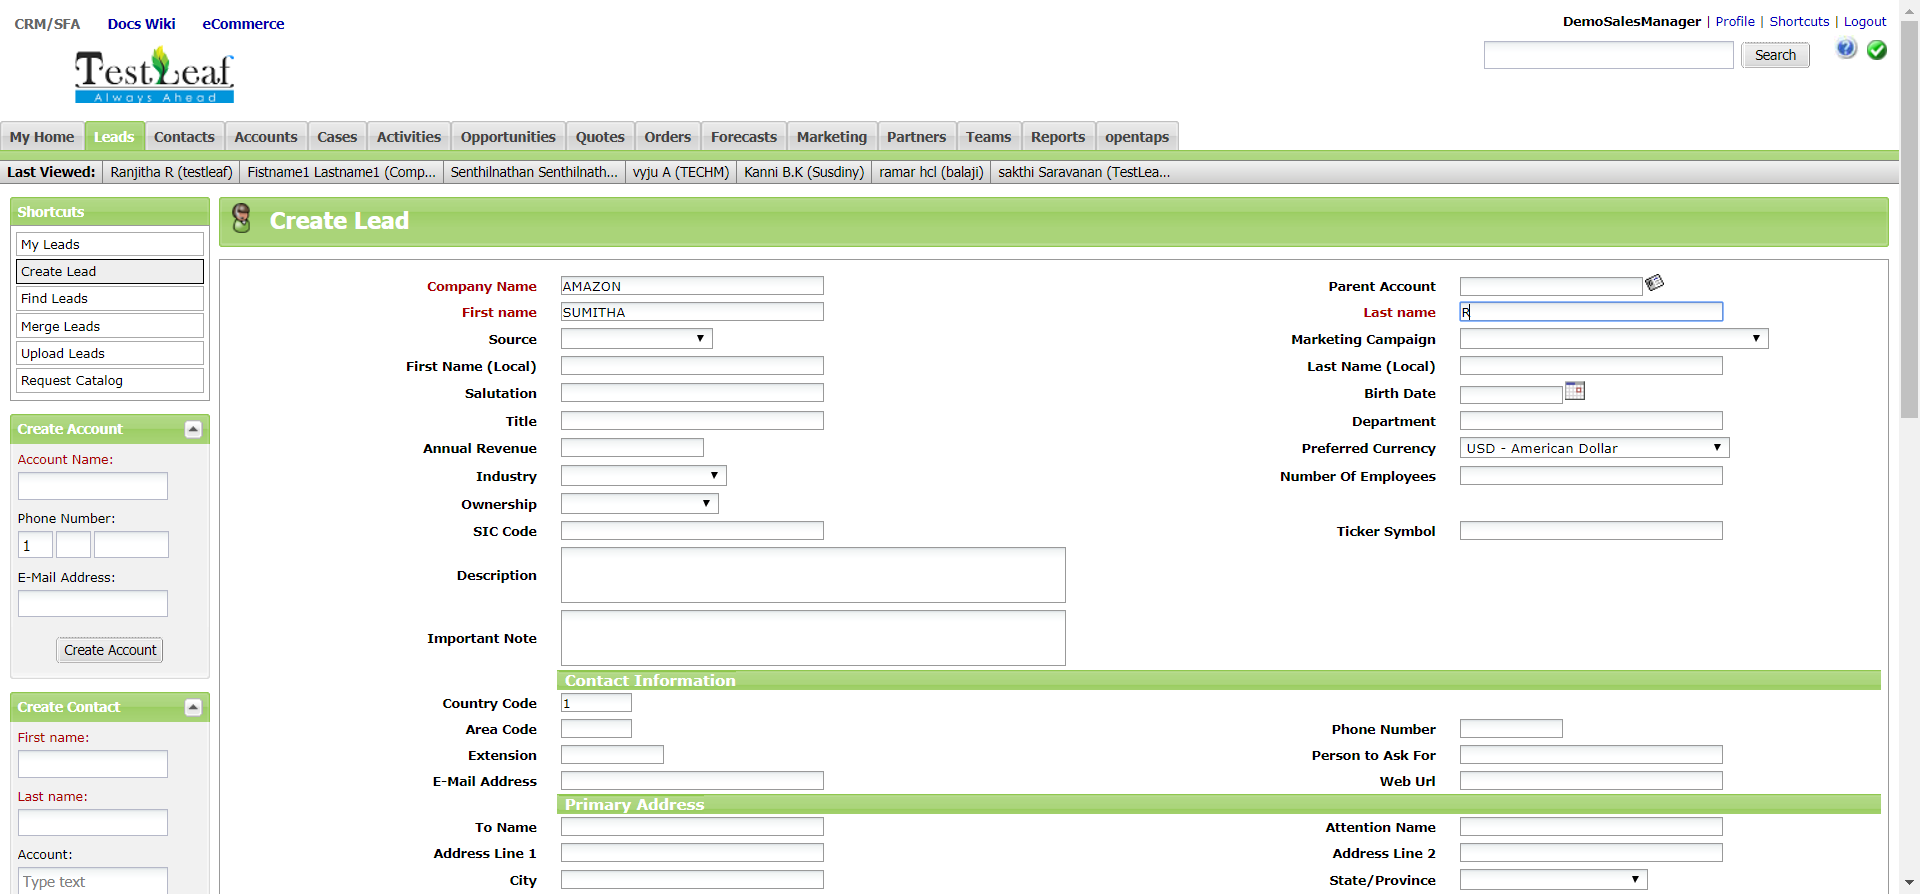 CRM/SFA Docs Wiki eCommerce
DemoSalesManager | Profile | Shortcuts | Logout
TestLeaf
Always Ahead
Search
My Home Leads Contacts Accounts Cases Activities Opportunities Quotes Orders Forecasts Marketing Partners Teams Reports opentaps
Last Viewed: Ranjitha R (testleaf) Fistname1 Lastname1 (Comp... Senthilnathan Senthilnath... vyju A (TECHM) Kanni B.K (Susdiny) ramar hcl (balaji) sakthi Saravanan (TestLea...
Shortcuts
My Leads
Create Lead
Find Leads
Merge Leads
Upload Leads
Request Catalog
Create Account
Account Name:
Phone Number:
1
E-Mail Address:
Create Account
Create Contact
First name:
Last name:
Account:
Type text
Create Lead
Company Name AMAZON Parent Account
First name SUMITHA Last name R
Source Marketing Campaign
First Name (Local) Last Name (Local)
Salutation Birth Date
Title Department
Annual Revenue Preferred Currency USD - American Dollar
Industry Number Of Employees
Ownership
SIC Code Ticker Symbol
Description
Important Note
Contact Information
Country Code 1
Area Code Phone Number
Extension Person to Ask For
E-Mail Address Web Url
Primary Address
To Name Attention Name
Address Line 1 Address Line 2
City State/Province